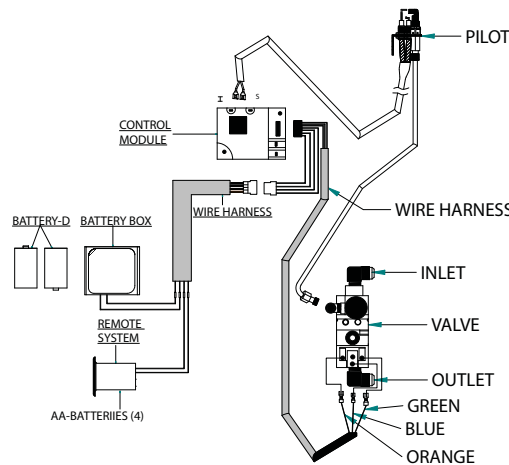 PILOT
I
S
CONTROL
MODULE
WIRE HARNESS
WIRE HARNESS
BATTERY-D
BATTERY BOX
INLET
REMOTE
SYSTEM
VALVE
OUTLET
AA-BATTERIIES (4)
GREEN
BLUE
ORANGE